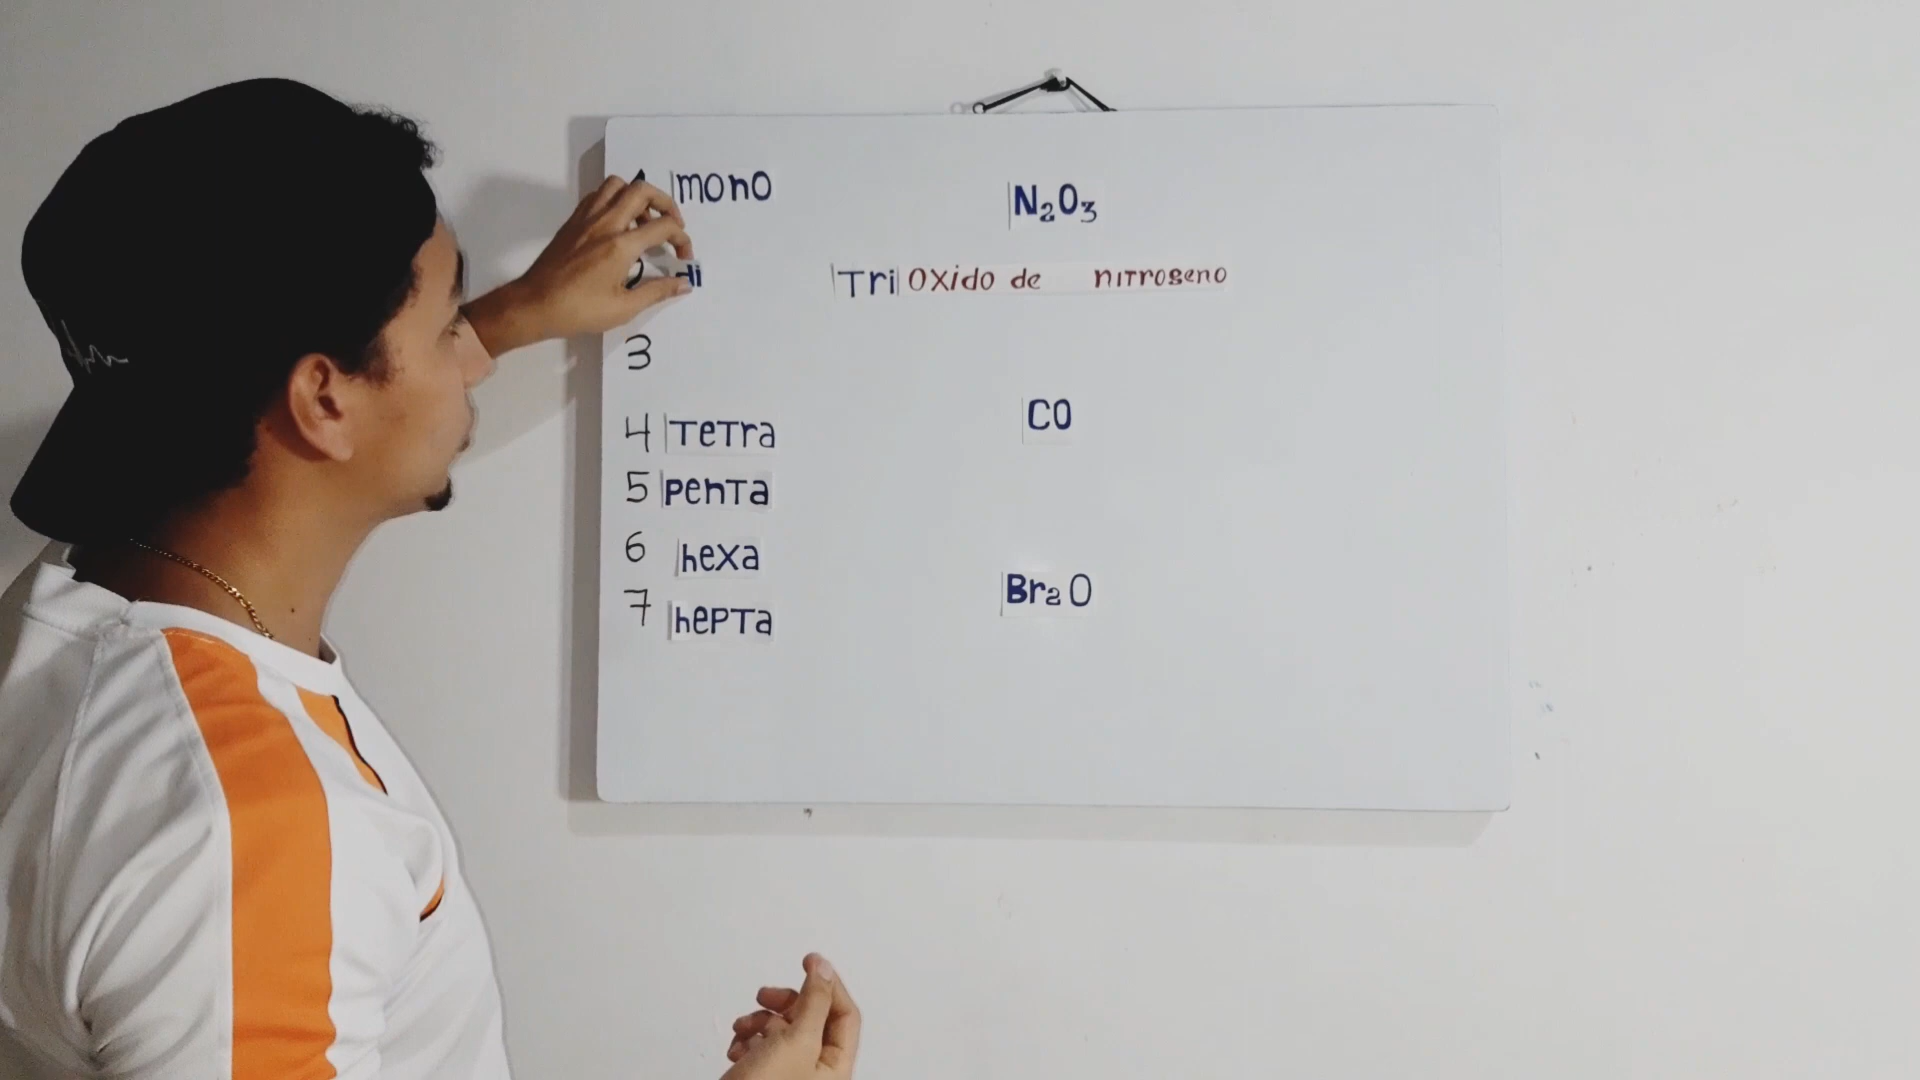 mono
N₂O₃
di
Tri Oxido de nitrogeno
3
4 Tetra
CO
5 penta
6 hexa
Br₂O
7 hepta